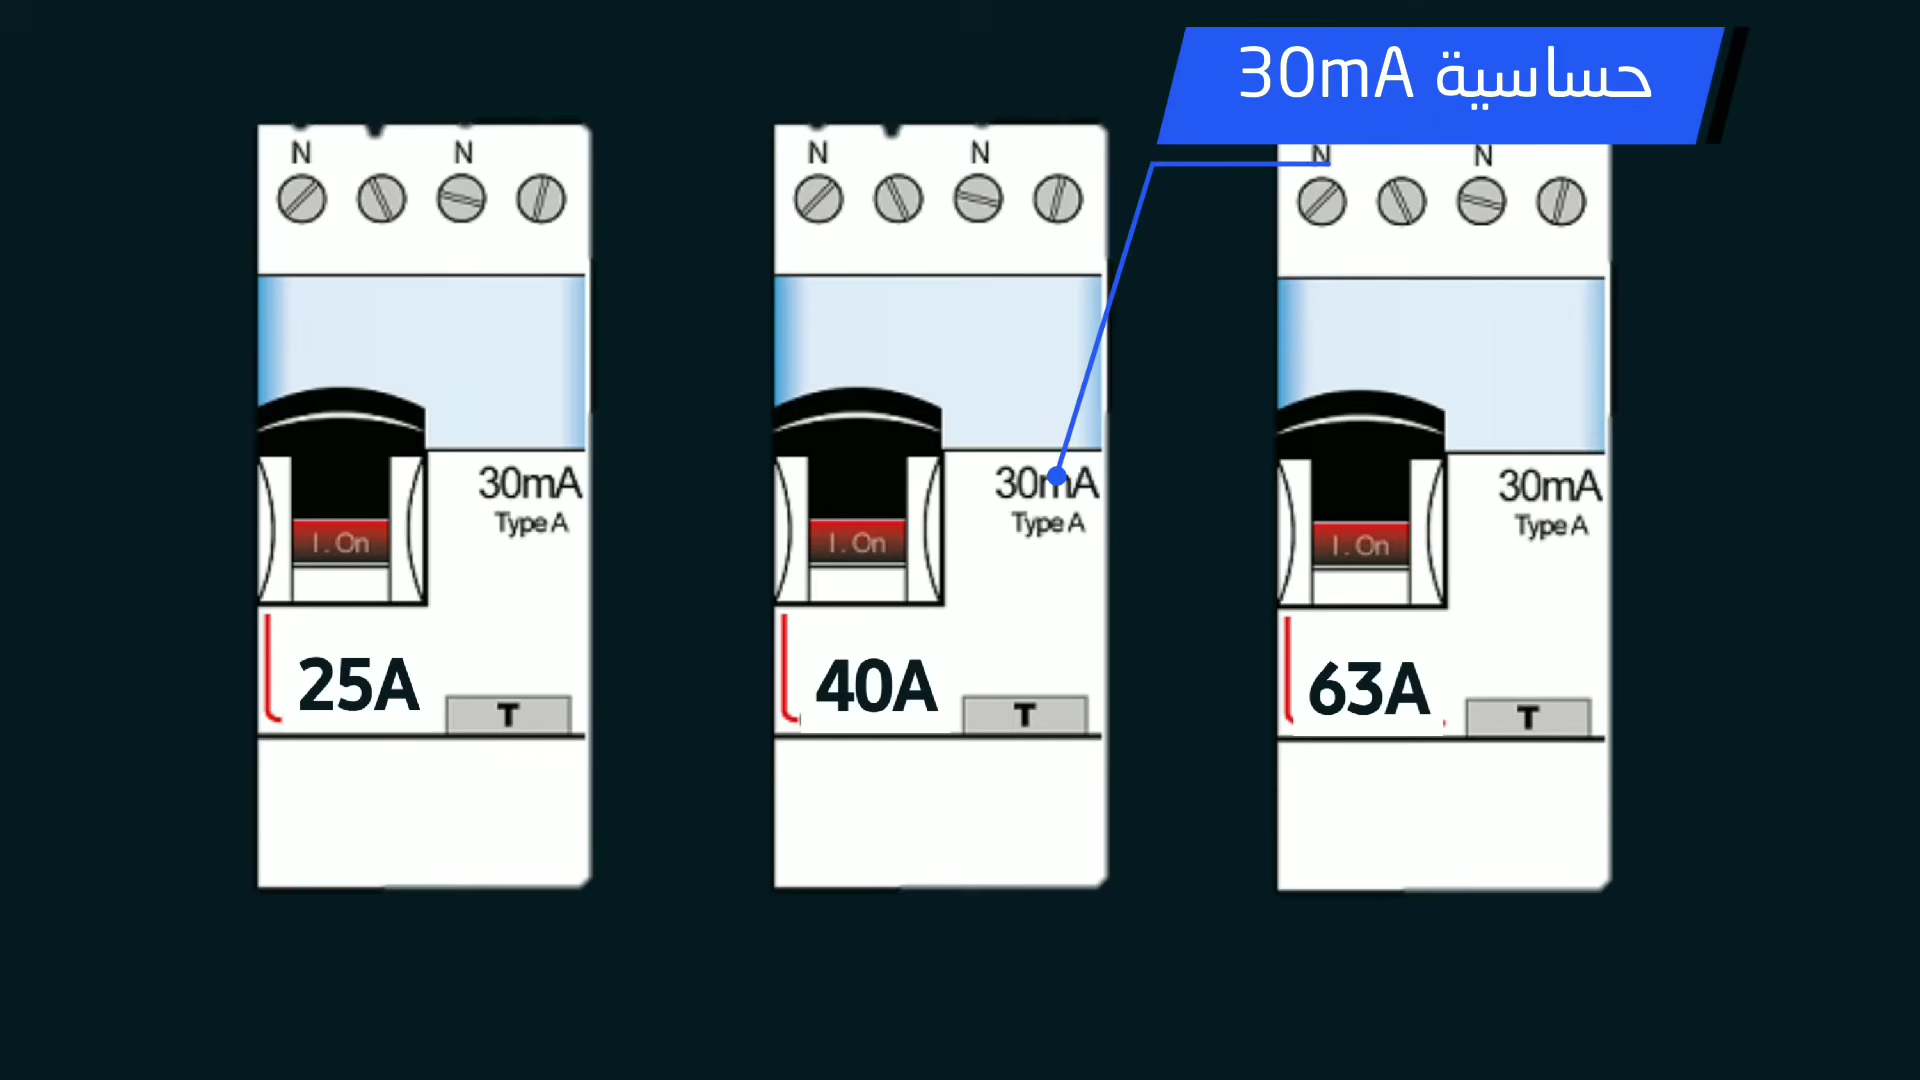 حساسية 30mA
N N
30mA
Type A
I. On
25A
T
N N
30mA
Type A
I. On
40A
T
N N
30mA
Type A
I. On
63A
T